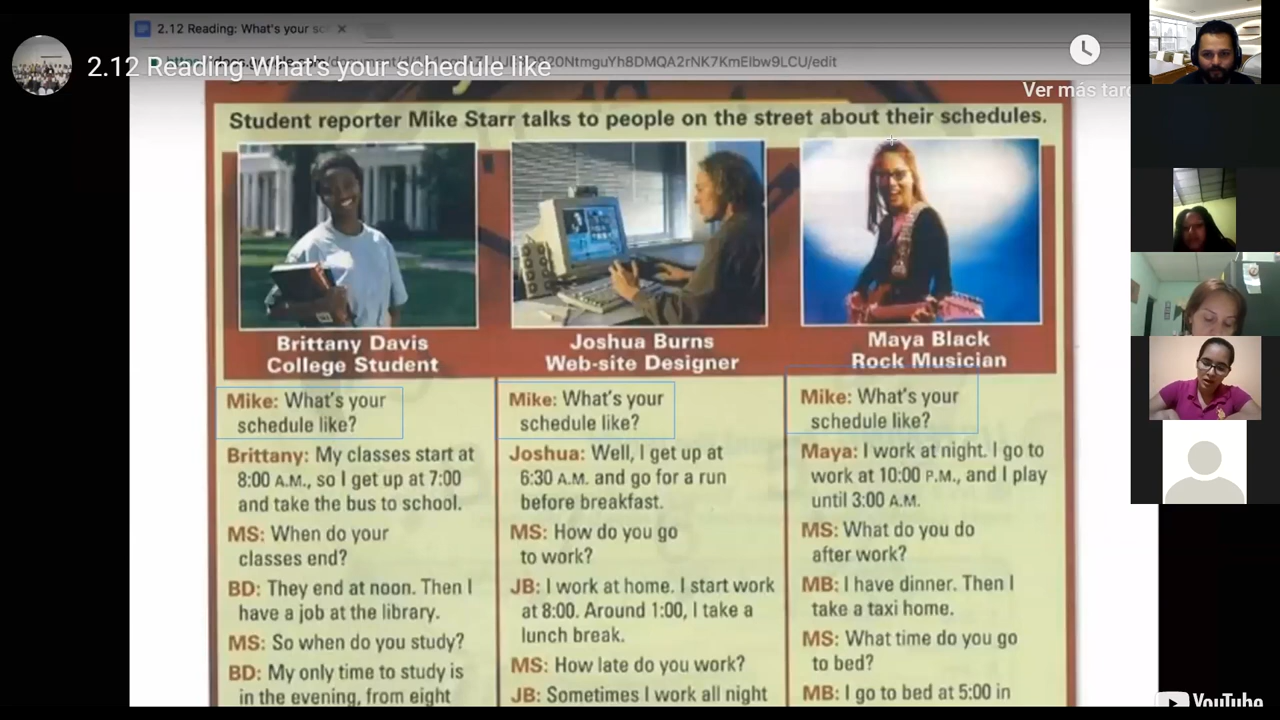 2.12 Reading: What's your
2.12 Reading What's your schedule like
Ver más
Student reporter Mike Starr talks to people on the street about their schedules.
Brittany Davis
College Student
Mike: What's your
schedule like?
Brittany: My classes start at
8:00 A.M., so I get up at 7:00
and take the bus to school.
MS: When do your
classes end?
BD: They end at noon. Then I
have a job at the library.
MS: So when do you study?
BD: My only time to study is
in the evening, from eight
Joshua Burns
Web-site Designer
Mike: What's your
schedule like?
Joshua: Well, I get up at
6:30 A.M. and go for a run
before breakfast.
MS: How do you go
to work?
JB: I work at home. I start work
at 8:00. Around 1:00, I take a
lunch break.
MS: How late do you work?
JB: Sometimes I work all night
Maya Black
Rock Musician
Mike: What's your
schedule like?
Maya: I work at night. I go to
work at 10:00 P.M., and I play
until 3:00 A.M.
MS: What do you do
after work?
MB: I have dinner. Then I
take a taxi home.
MS: What time do you go
to bed?
MB: I go to bed at 5:00 in
YouTube